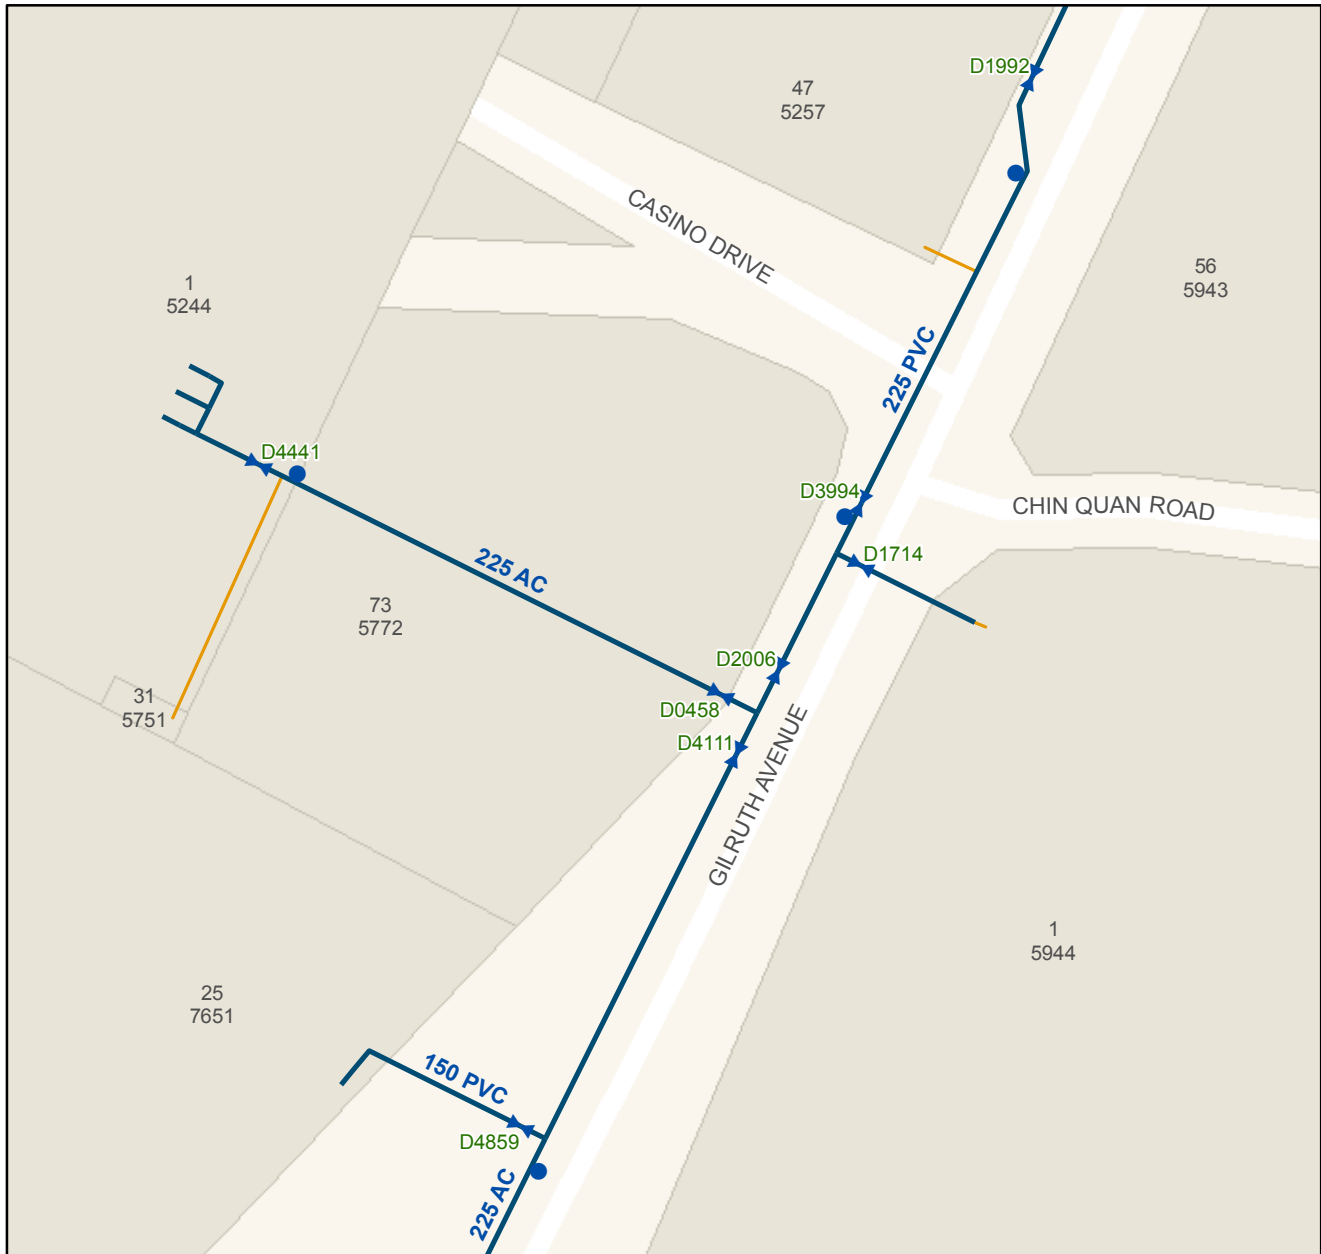 D1992
47
5257
CASINO DRIVE
56
5943
1
5244
225 PVC
D4441
D3994
CHIN QUAN ROAD
D1714
225 AC
73
5772
D2006
31
5751
D0458
D4111
GILRUTH AVENUE
1
5944
25
7651
150 PVC
D4859
225 AC